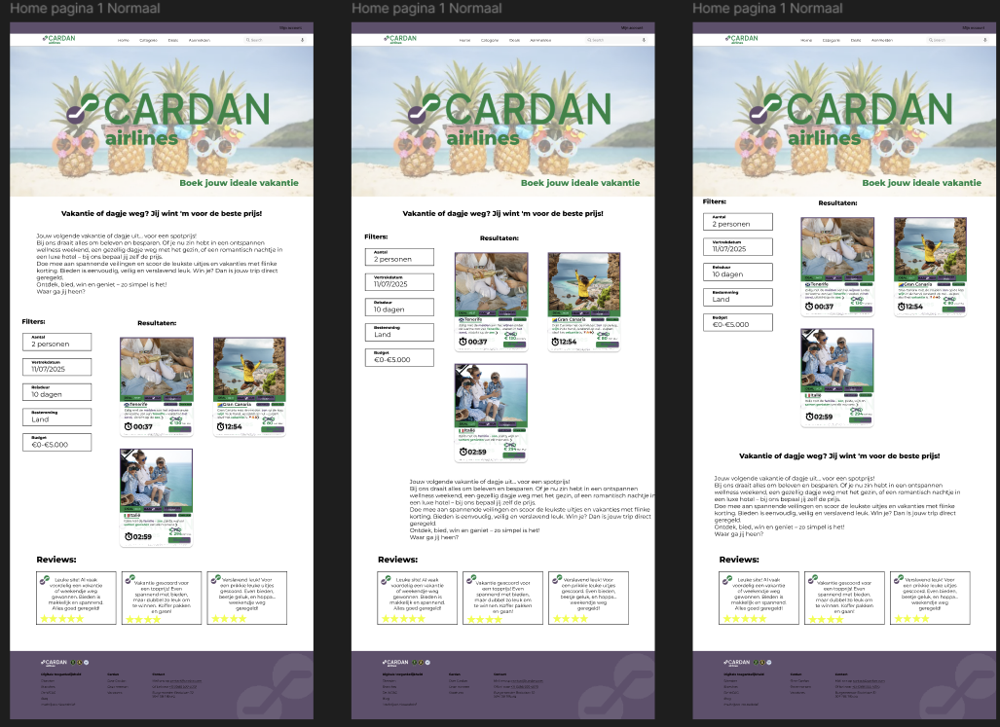 Home pagina 1 Normaal
Mijn account
CARDAN
airlines
Home Categorie Deals Aanmelden
Search
CARDAN
airlines
Boek jouw ideale vakantie
Vakantie of dagje weg? Jij wint 'm voor de beste prijs!
Jouw volgende vakantie of dagje uit... voor een spotprijs!
Bij ons draait alles om beleven en besparen. Of je nu zin hebt in een ontspannen
wellness weekend, een gezellig dagje weg met het gezin, of een romantisch nachtje in
een luxe hotel – bij ons bepaal jij zelf de prijs.
Doe mee aan spannende veilingen en scoor de leukste uitjes en vakanties met flinke
korting. Bieden is eenvoudig, veilig en verslavend leuk. Win je? Dan is jouw trip direct
geregeld.
Ontdek, bied, win en geniet – zo simpel is het!
Waar ga jij heen?
Filters:
Aantal
2 personen
Vertrekdatum
11/07/2025
Reisduur
10 dagen
Bestemming
Land
Budget
€0-€5.000
Resultaten:
Tenerife
€ 130
00:37
Gran Canaria
€ 80
12:54
Italië
€ 294
02:59
Reviews:
Leuke site! Al vaak
voordelig een vakantie
of weekendje weg
gewonnen. Bieden is
makkelijk en spannend.
Alles goed geregeld!
Vakantie gescoord voor
een topprijs! Even
spannend met bieden,
maar dubbel zo leuk om
te winnen. Koffer pakken
en gaan!
Verslavend leuk! Voor
een prikkie leuke uitjes
gescoord. Even bieden,
beetje geluk, en hoppa...
weekendje weg
geregeld!
CARDAN
airlines
Cardan
Contact
Home pagina 1 Normaal
Mijn account
CARDAN
airlines
Home Categorie Deals Aanmelden
Search
CARDAN
airlines
Boek jouw ideale vakantie
Vakantie of dagje weg? Jij wint 'm voor de beste prijs!
Filters:
Aantal
2 personen
Vertrekdatum
11/07/2025
Reisduur
10 dagen
Bestemming
Land
Budget
€0-€5.000
Resultaten:
Tenerife
€ 130
00:37
Gran Canaria
€ 80
12:54
Italië
€ 294
02:59
Jouw volgende vakantie of dagje uit... voor een spotprijs!
Bij ons draait alles om beleven en besparen. Of je nu zin hebt in een ontspannen
wellness weekend, een gezellig dagje weg met het gezin, of een romantisch nachtje in
een luxe hotel – bij ons bepaal jij zelf de prijs.
Doe mee aan spannende veilingen en scoor de leukste uitjes en vakanties met flinke
korting. Bieden is eenvoudig, veilig en verslavend leuk. Win je? Dan is jouw trip direct
geregeld.
Ontdek, bied, win en geniet – zo simpel is het!
Waar ga jij heen?
Reviews:
Leuke site! Al vaak
voordelig een vakantie
of weekendje weg
gewonnen. Bieden is
makkelijk en spannend.
Alles goed geregeld!
Vakantie gescoord voor
een topprijs! Even
spannend met bieden,
maar dubbel zo leuk om
te winnen. Koffer pakken
en gaan!
Verslavend leuk! Voor
een prikkie leuke uitjes
gescoord. Even bieden,
beetje geluk, en hoppa...
weekendje weg
geregeld!
CARDAN
airlines
Cardan
Contact
Home pagina 1 Normaal
Mijn account
CARDAN
airlines
Home Categorie Deals Aanmelden
Search
CARDAN
airlines
Boek jouw ideale vakantie
Filters:
Aantal
2 personen
Vertrekdatum
11/07/2025
Reisduur
10 dagen
Bestemming
Land
Budget
€0-€5.000
Resultaten:
Tenerife
€ 130
00:37
Gran Canaria
€ 80
12:54
Italië
€ 294
02:59
Vakantie of dagje weg? Jij wint 'm voor de beste prijs!
Jouw volgende vakantie of dagje uit... voor een spotprijs!
Bij ons draait alles om beleven en besparen. Of je nu zin hebt in een ontspannen
wellness weekend, een gezellig dagje weg met het gezin, of een romantisch nachtje in
een luxe hotel – bij ons bepaal jij zelf de prijs.
Doe mee aan spannende veilingen en scoor de leukste uitjes en vakanties met flinke
korting. Bieden is eenvoudig, veilig en verslavend leuk. Win je? Dan is jouw trip direct
geregeld.
Ontdek, bied, win en geniet – zo simpel is het!
Waar ga jij heen?
Reviews:
Leuke site! Al vaak
voordelig een vakantie
of weekendje weg
gewonnen. Bieden is
makkelijk en spannend.
Alles goed geregeld!
Vakantie gescoord voor
een topprijs! Even
spannend met bieden,
maar dubbel zo leuk om
te winnen. Koffer pakken
en gaan!
Verslavend leuk! Voor
een prikkie leuke uitjes
gescoord. Even bieden,
beetje geluk, en hoppa...
weekendje weg
geregeld!
CARDAN
airlines
Cardan
Contact